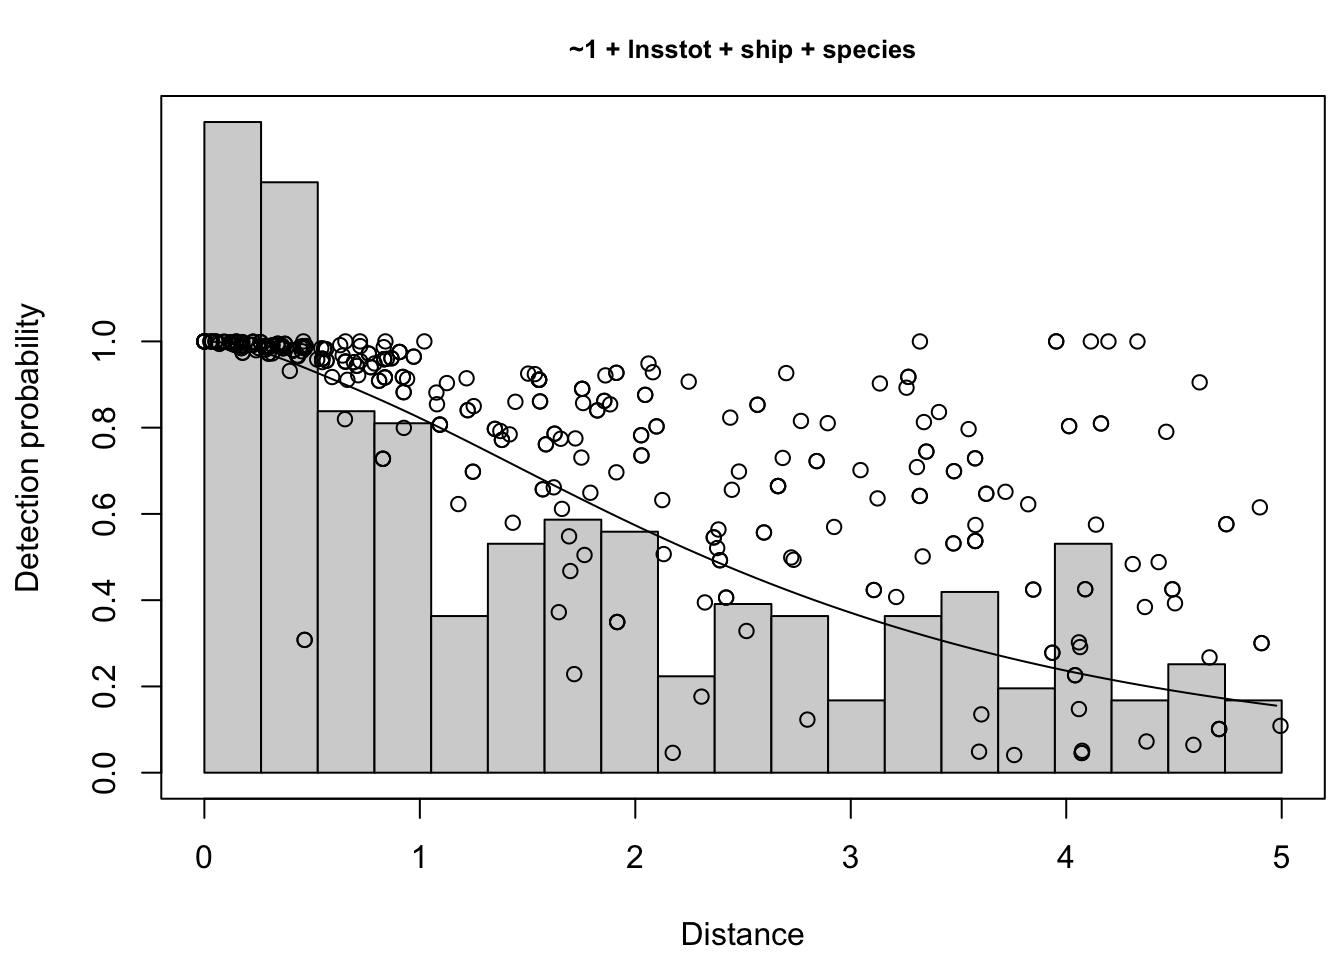 ~1 + lnsstot + ship + species
Detection probability
1.0
0.8
0.6
0.4
0.2
0.0
0 1 2 3 4 5
Distance